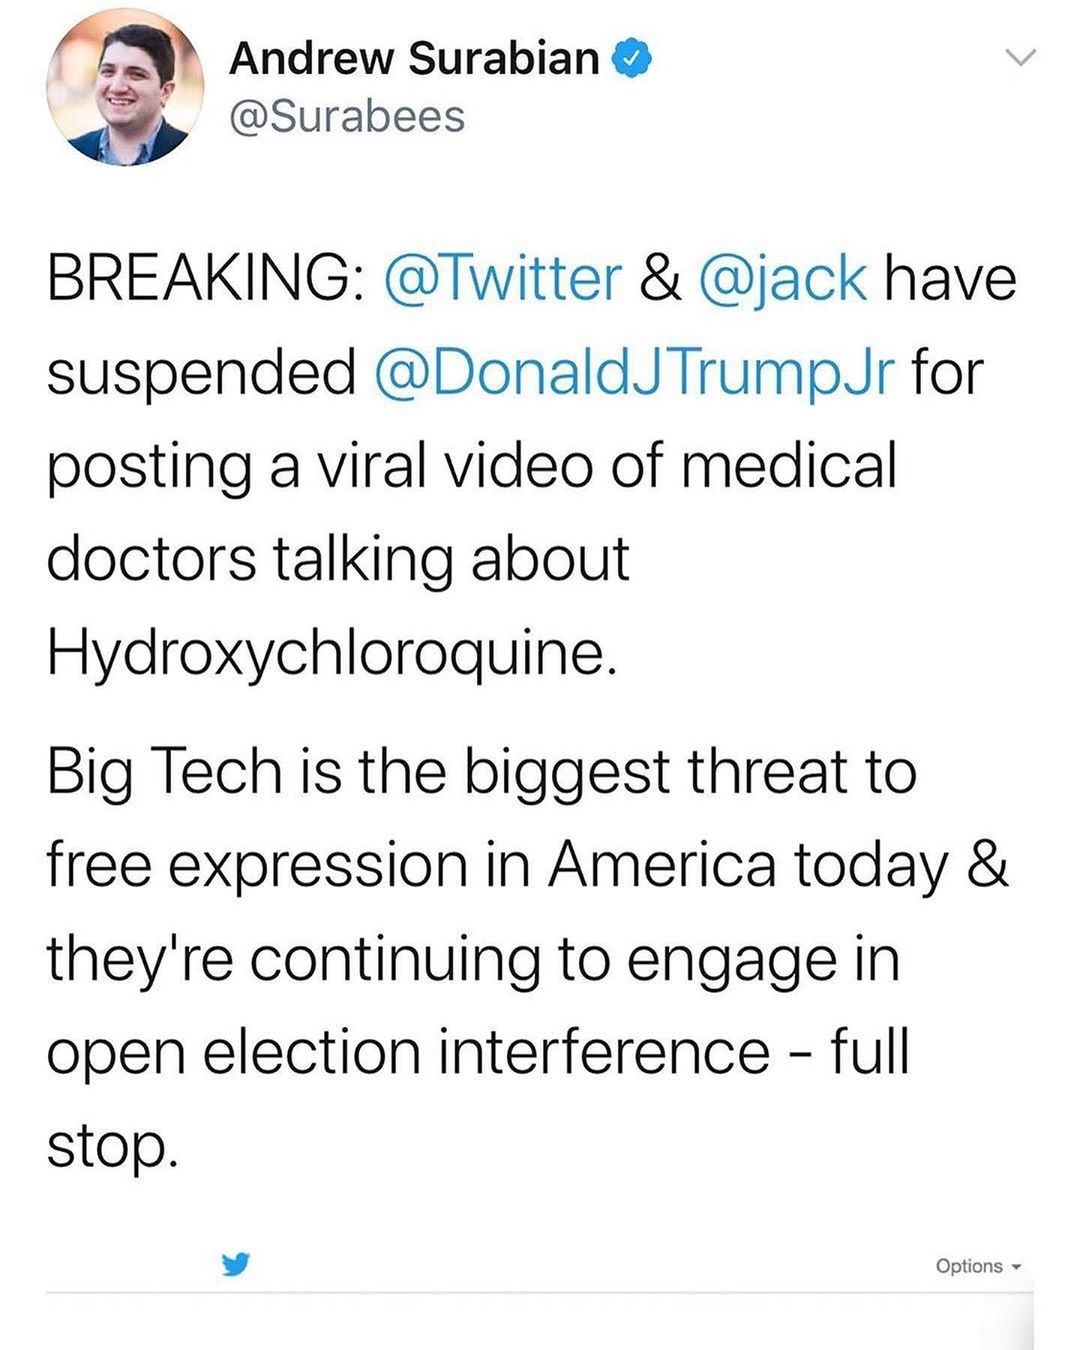 Andrew Surabian
@Surabees
BREAKING: @Twitter & @jack have
suspended @DonaldJTrumpJr for
posting a viral video of medical
doctors talking about
Hydroxychloroquine.
Big Tech is the biggest threat to
free expression in America today &
they're continuing to engage in
open election interference - full
stop.
Options